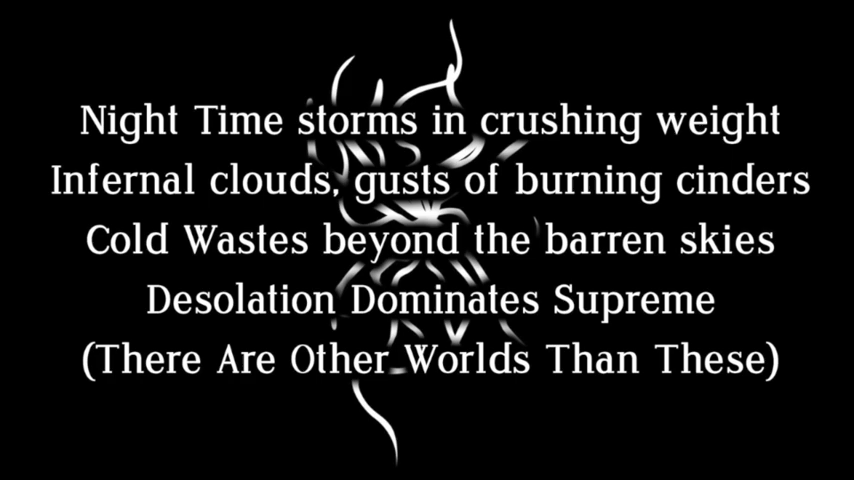 Night Time storms in crushing weight
Infernal clouds, gusts of burning cinders
Cold Wastes beyond the barren skies
Desolation Dominates Supreme
(There Are Other Worlds Than These)